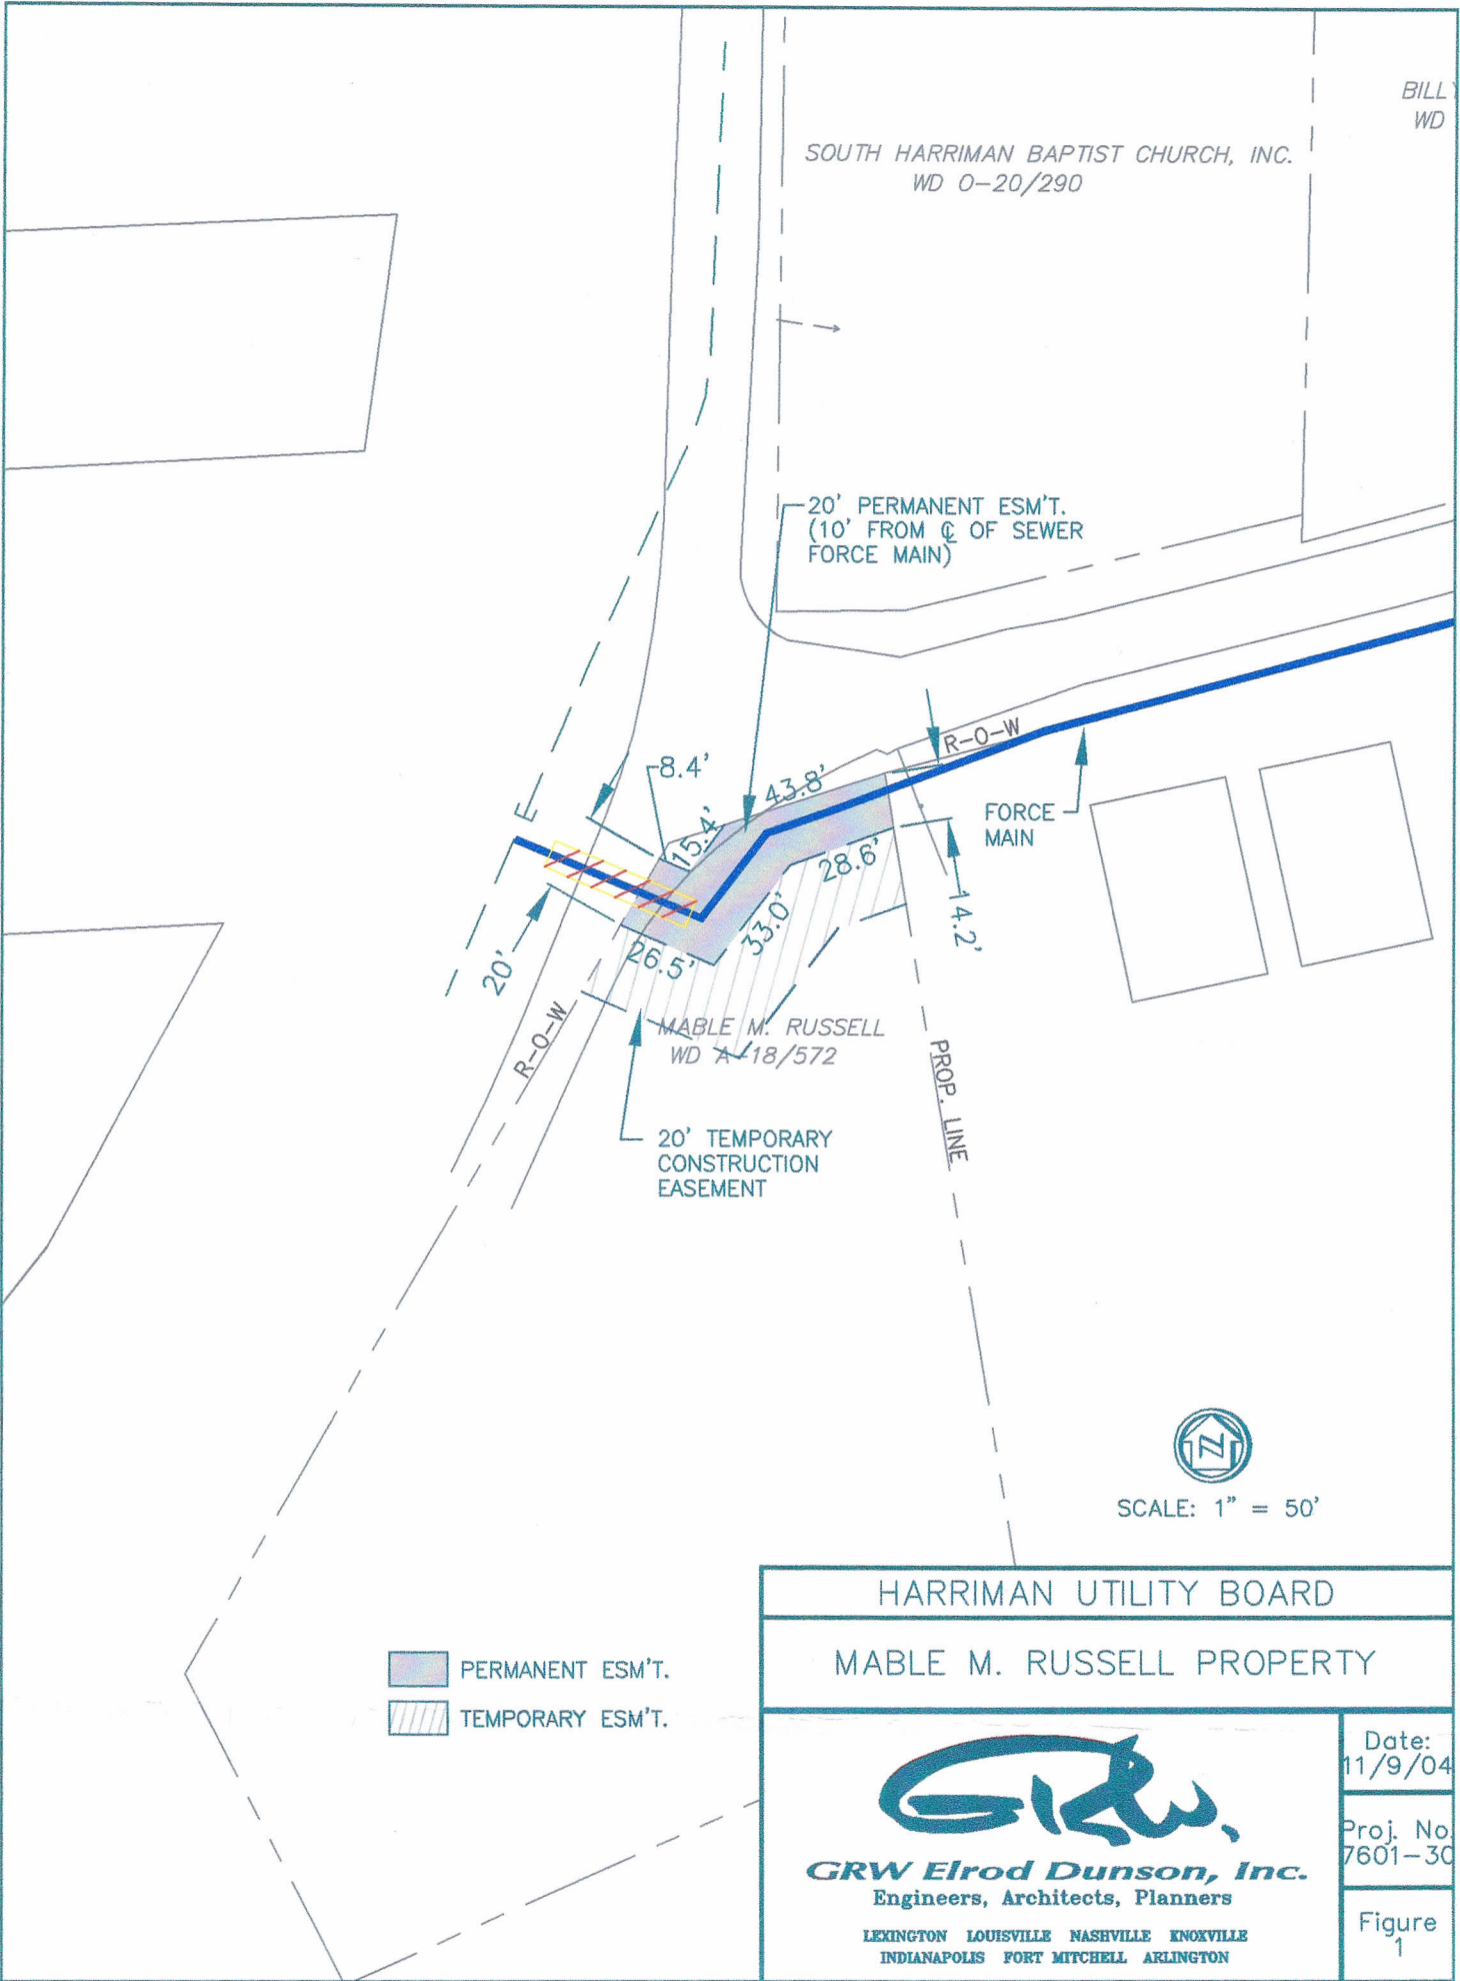 BILLY
WD
SOUTH HARRIMAN BAPTIST CHURCH, INC.
WD O-20/290
20' PERMANENT ESM'T.
(10' FROM ℄ OF SEWER
FORCE MAIN)
R-O-W
8.4'
43.8'
15.4'
FORCE
MAIN
28.6'
14.2'
33.0'
26.5'
20'
E
R-O-W
MABLE M. RUSSELL
WD A-18/572
PROP. LINE
20' TEMPORARY
CONSTRUCTION
EASEMENT
N
SCALE: 1" = 50'
HARRIMAN UTILITY BOARD
MABLE M. RUSSELL PROPERTY
PERMANENT ESM'T.
TEMPORARY ESM'T.
GRW.
GRW Elrod Dunson, Inc.
Engineers, Architects, Planners
LEXINGTON LOUISVILLE NASHVILLE KNOXVILLE
INDIANAPOLIS FORT MITCHELL ARLINGTON
Date:
11/9/04
Proj. No.
7601-30
Figure
1